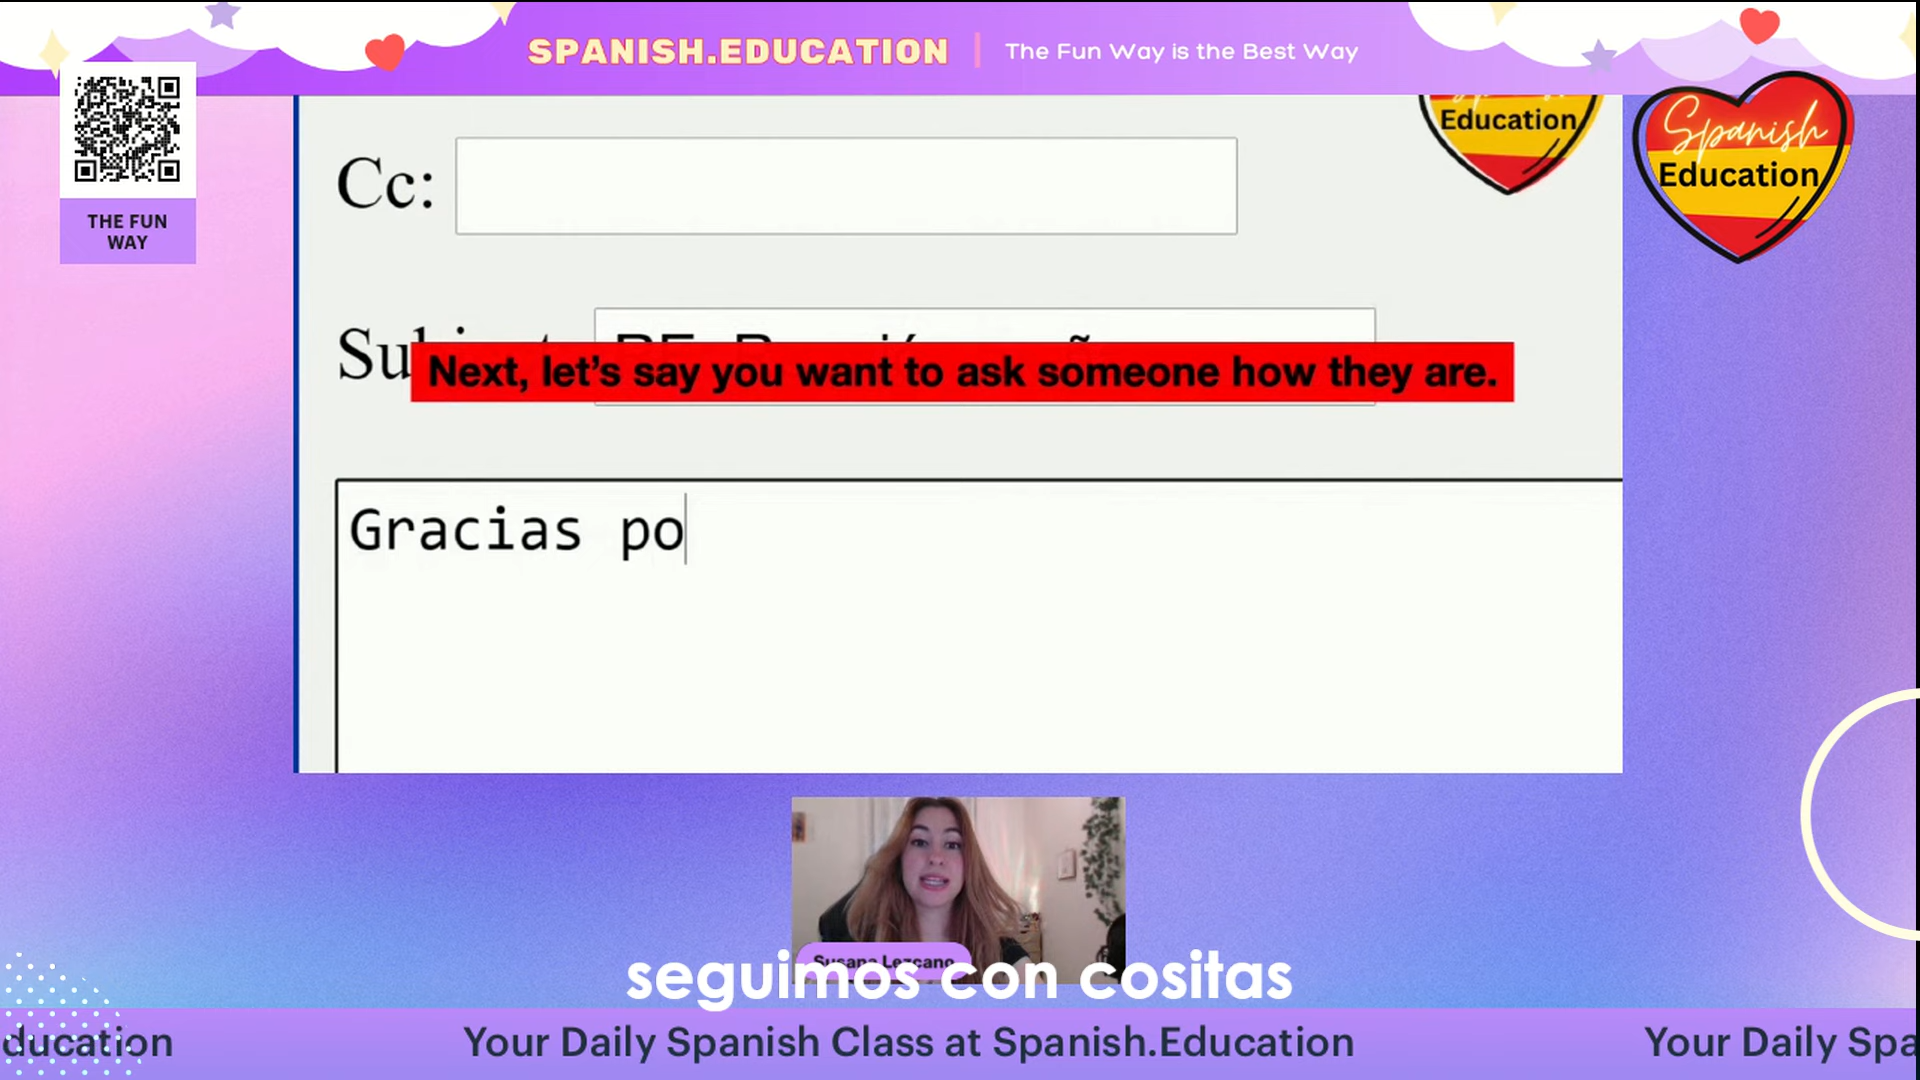 SPANISH.EDUCATION
The Fun Way is the Best Way
THE FUN
WAY
Education
Spanish
Education
Cc:
Next, let's say you want to ask someone how they are.
Gracias po
Susana Lezcano
seguimos con cositas
ducation
Your Daily Spanish Class at Spanish.Education
Your Daily Spa